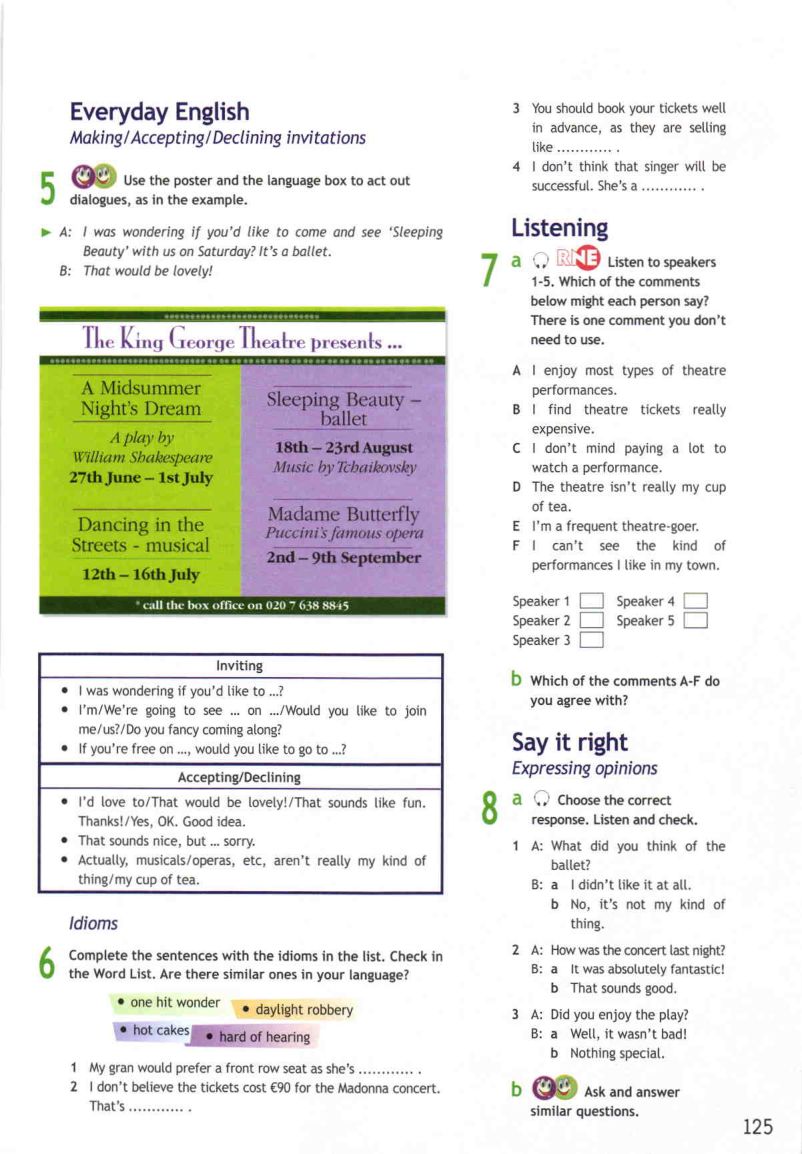 Everyday English
Making/Accepting/Declining invitations
5 Use the poster and the language box to act out
dialogues, as in the example.
A: I was wondering if you'd like to come and see 'Sleeping
Beauty' with us on Saturday? It's a ballet.
B: That would be lovely!
The King George Theatre presents ...
A Midsummer
Night's Dream
A play by
William Shakespeare
27th June – 1st July
Dancing in the
Streets - musical
12th – 16th July
Sleeping Beauty –
ballet
18th – 23rd August
Music by Tchaikovsky
Madame Butterfly
Puccini's famous opera
2nd – 9th September
* call the box office on 020 7 638 8845
Inviting
• I was wondering if you'd like to ...?
• I'm/We're going to see ... on .../Would you like to join
me/us?/Do you fancy coming along?
• If you're free on ..., would you like to go to ...?
Accepting/Declining
• I'd love to/That would be lovely!/That sounds like fun.
Thanks!/Yes, OK. Good idea.
• That sounds nice, but ... sorry.
• Actually, musicals/operas, etc, aren't really my kind of
thing/my cup of tea.
Idioms
6 Complete the sentences with the idioms in the list. Check in
the Word List. Are there similar ones in your language?
• one hit wonder
• daylight robbery
• hot cakes
• hard of hearing
1 My gran would prefer a front row seat as she's ............ .
2 I don't believe the tickets cost €90 for the Madonna concert.
That's ............ .
3 You should book your tickets well
in advance, as they are selling
like ............ .
4 I don't think that singer will be
successful. She's a ............ .
Listening
7 a RNE Listen to speakers
1-5. Which of the comments
below might each person say?
There is one comment you don't
need to use.
A I enjoy most types of theatre
performances.
B I find theatre tickets really
expensive.
C I don't mind paying a lot to
watch a performance.
D The theatre isn't really my cup
of tea.
E I'm a frequent theatre-goer.
F I can't see the kind of
performances I like in my town.
Speaker 1
Speaker 4
Speaker 2
Speaker 5
Speaker 3
b Which of the comments A-F do
you agree with?
Say it right
Expressing opinions
8 a Choose the correct
response. Listen and check.
1 A: What did you think of the
ballet?
B: a I didn't like it at all.
b No, it's not my kind of
thing.
2 A: How was the concert last night?
B: a It was absolutely fantastic!
b That sounds good.
3 A: Did you enjoy the play?
B: a Well, it wasn't bad!
b Nothing special.
b Ask and answer
similar questions.
125